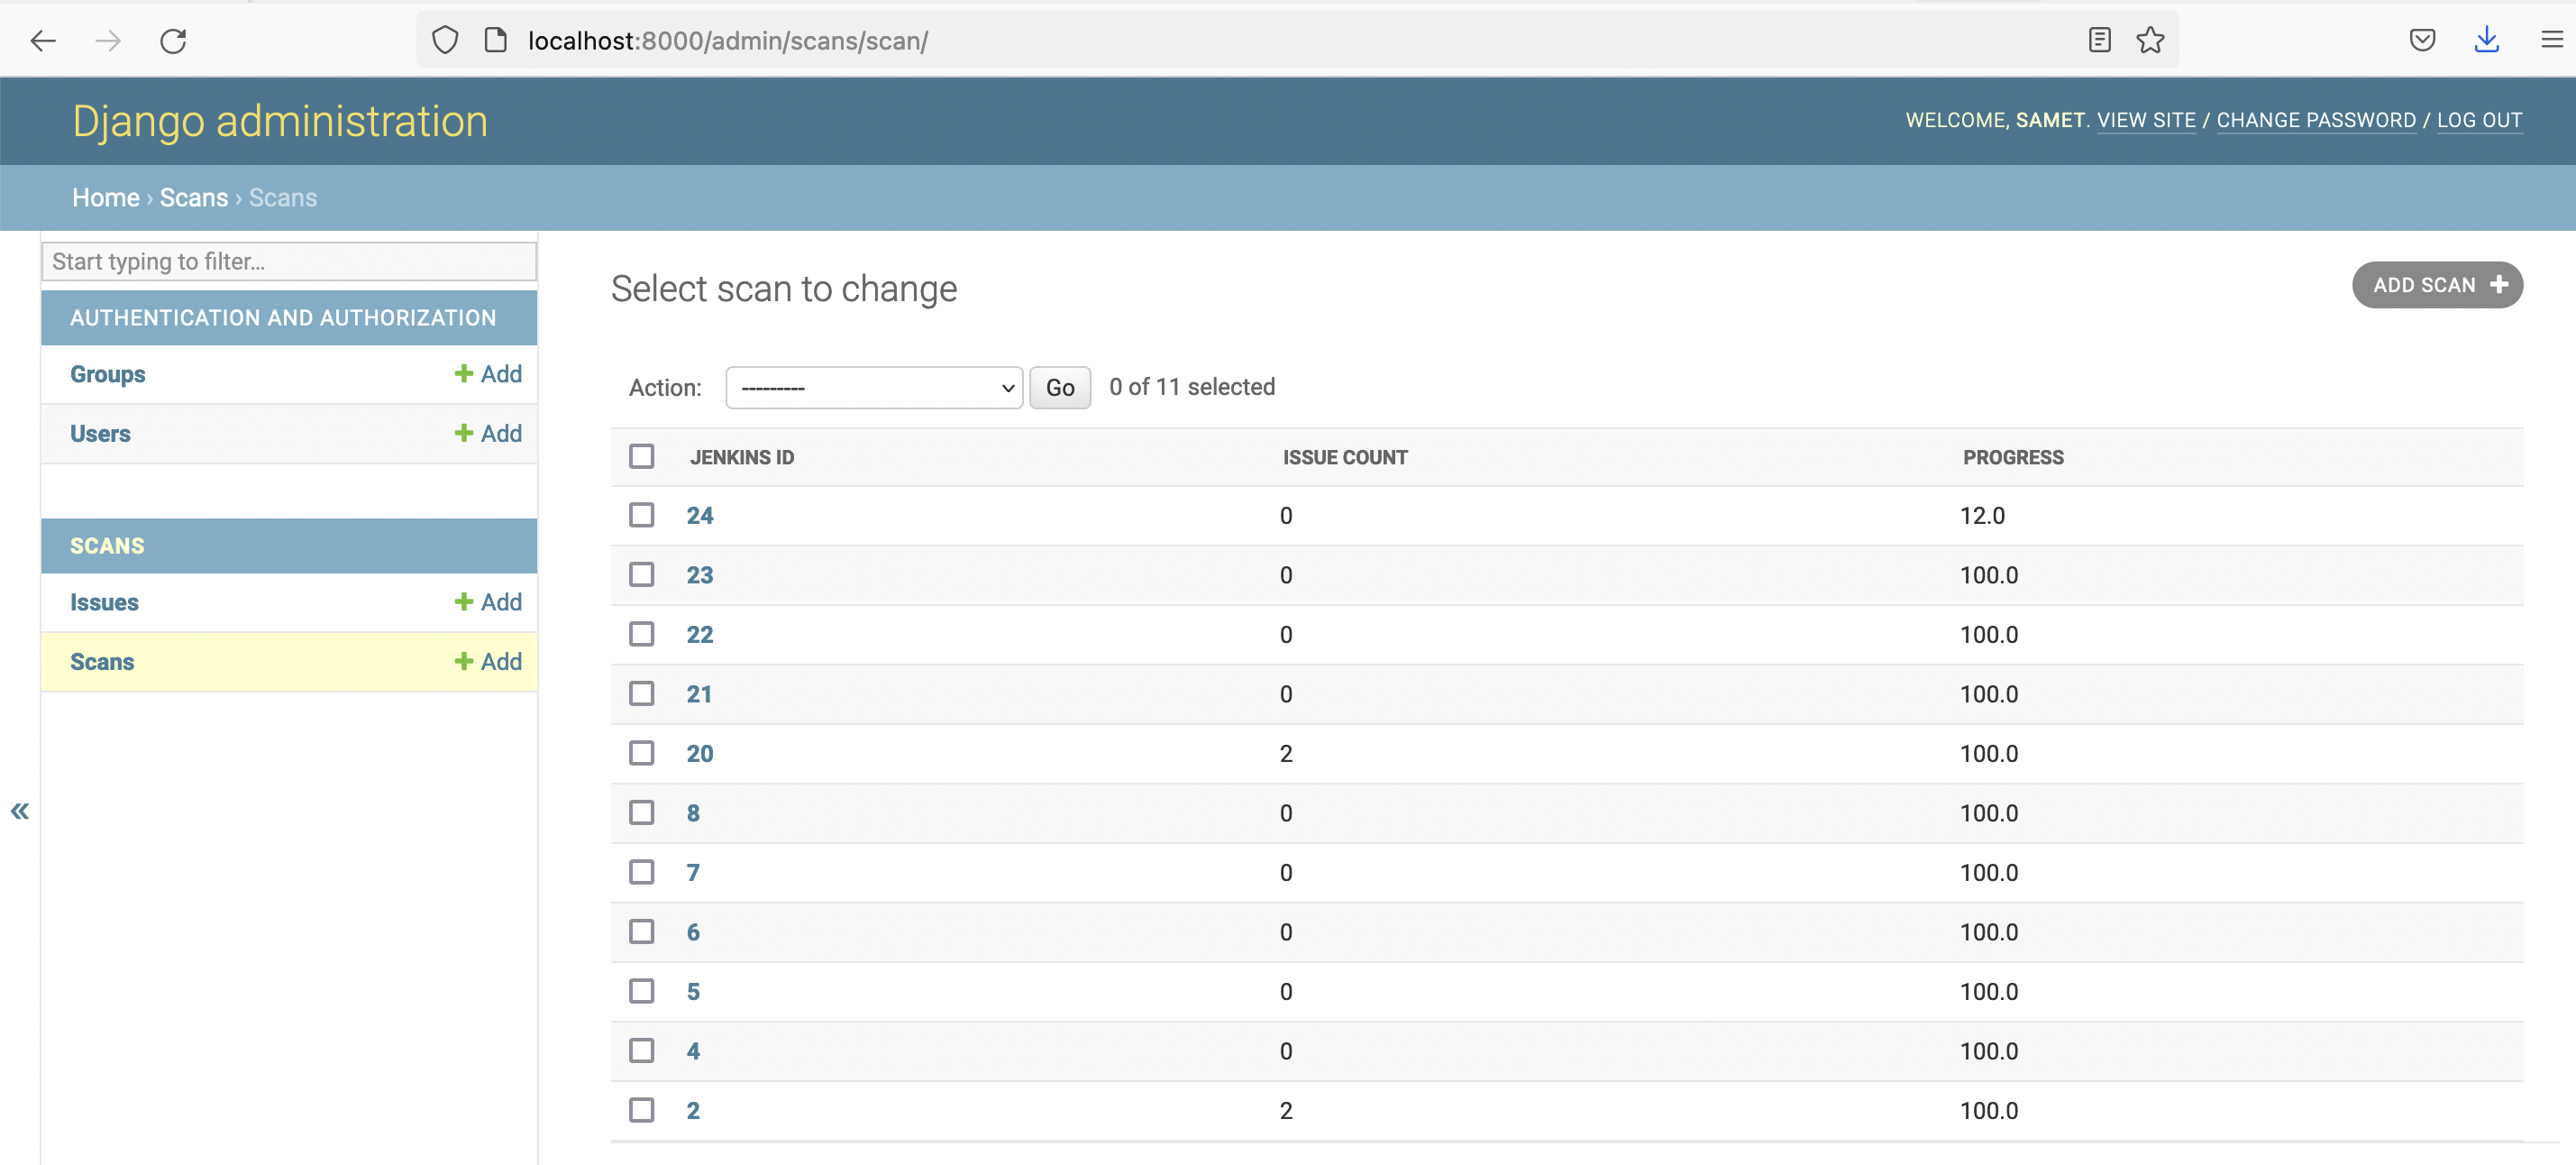 localhost:8000/admin/scans/scan/
Django administration
WELCOME, SAMET. VIEW SITE / CHANGE PASSWORD / LOG OUT
Home › Scans › Scans
Start typing to filter...
AUTHENTICATION AND AUTHORIZATION
Groups + Add
Users + Add
SCANS
Issues + Add
Scans + Add
«
Select scan to change
ADD SCAN +
Action: --------- Go 0 of 11 selected
JENKINS ID ISSUE COUNT PROGRESS
24 0 12.0
23 0 100.0
22 0 100.0
21 0 100.0
20 2 100.0
8 0 100.0
7 0 100.0
6 0 100.0
5 0 100.0
4 0 100.0
2 2 100.0